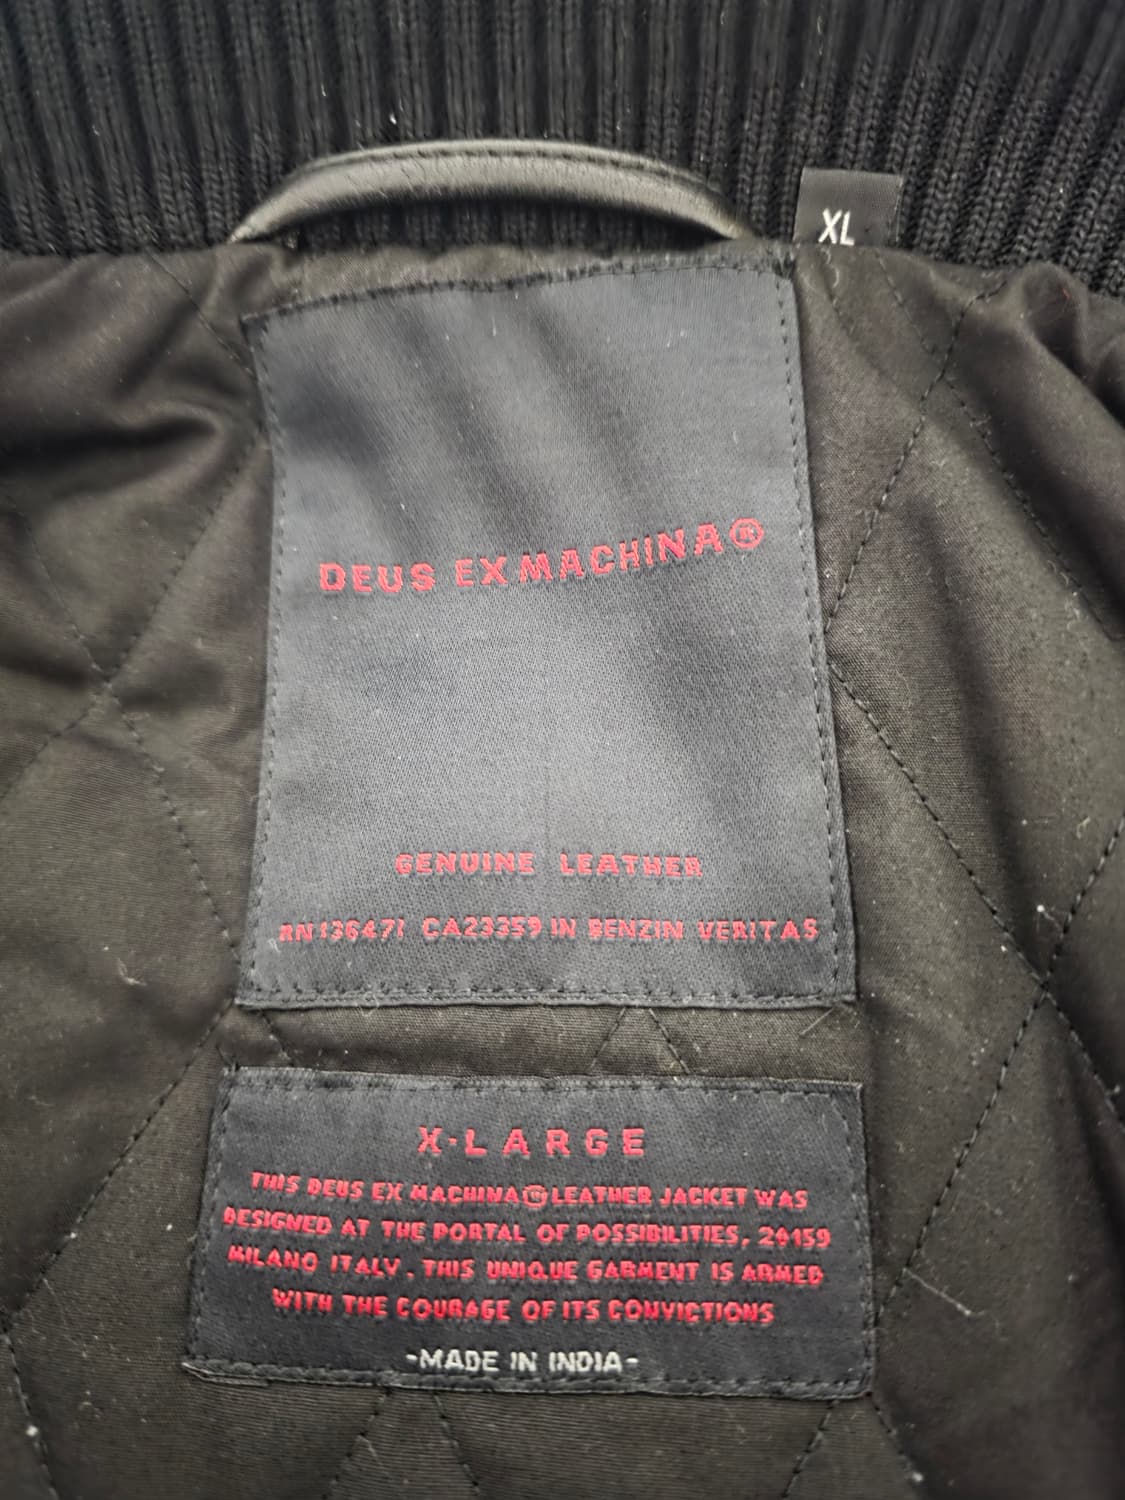 XL
DEUS EX MACHINA®
GENUINE LEATHER
RN136471 CA23359 IN BENZIN VERITAS
X-LARGE
THIS DEUS EX MACHINA® LEATHER JACKET WAS
DESIGNED AT THE PORTAL OF POSSIBILITIES, 20159
MILANO ITALY. THIS UNIQUE GARMENT IS ARMED
WITH THE COURAGE OF ITS CONVICTIONS
-MADE IN INDIA-